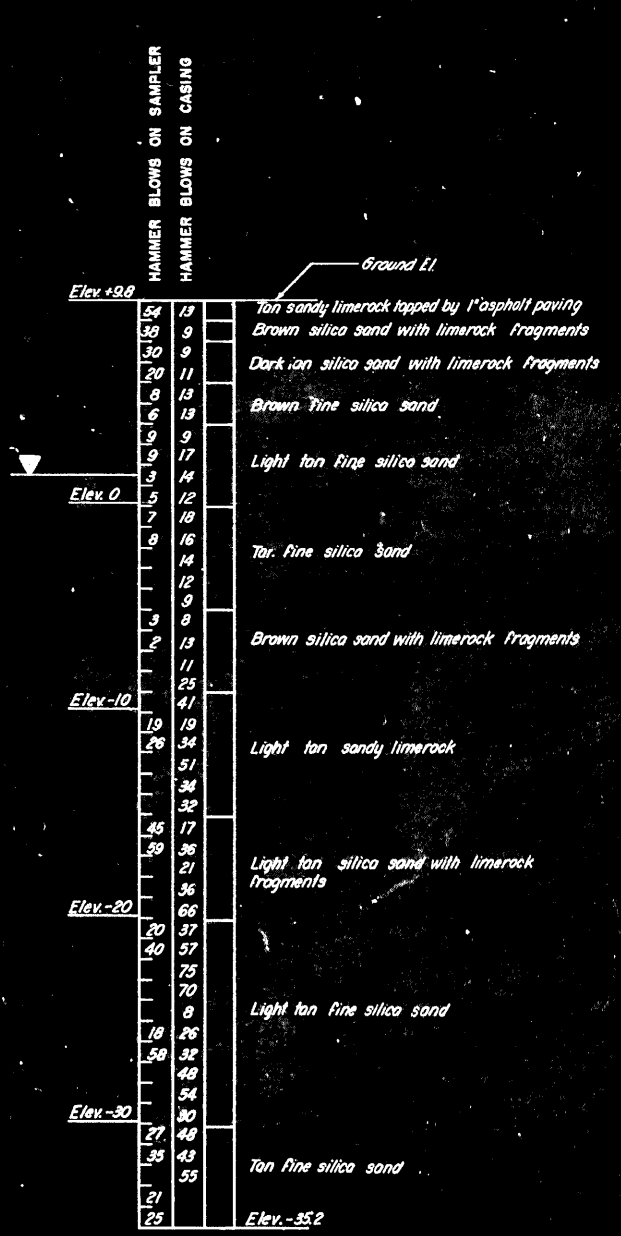 HAMMER BLOWS ON SAMPLER
HAMMER BLOWS ON CASING
Ground El.
Elev. +9.8
54 13 Tan sandy limerock topped by 1" asphalt paving
38 9 Brown silica sand with limerock fragments
30 9
Dark tan silica sand with limerock fragments
20 11
8 13
Brown fine silica sand
6 13
9 9
9 17 Light tan fine silica sand
3 14
Elev. 0 5 12
7 18
8 16
Tan fine silica sand
14
12
9
3 8
2 13 Brown silica sand with limerock fragments
11
25
Elev.-10 41
19 19
26 34 Light tan sandy limerock
51
34
32
45 17
59 36
21 Light tan silica sand with limerock
36 fragments
Elev.-20 66
20 37
40 57
75
70
8 Light tan fine silica sand
18 26
58 32
48
54
Elev.-30 30
27 48
35 43
Tan fine silica sand
55
21
25 Elev.-35.2